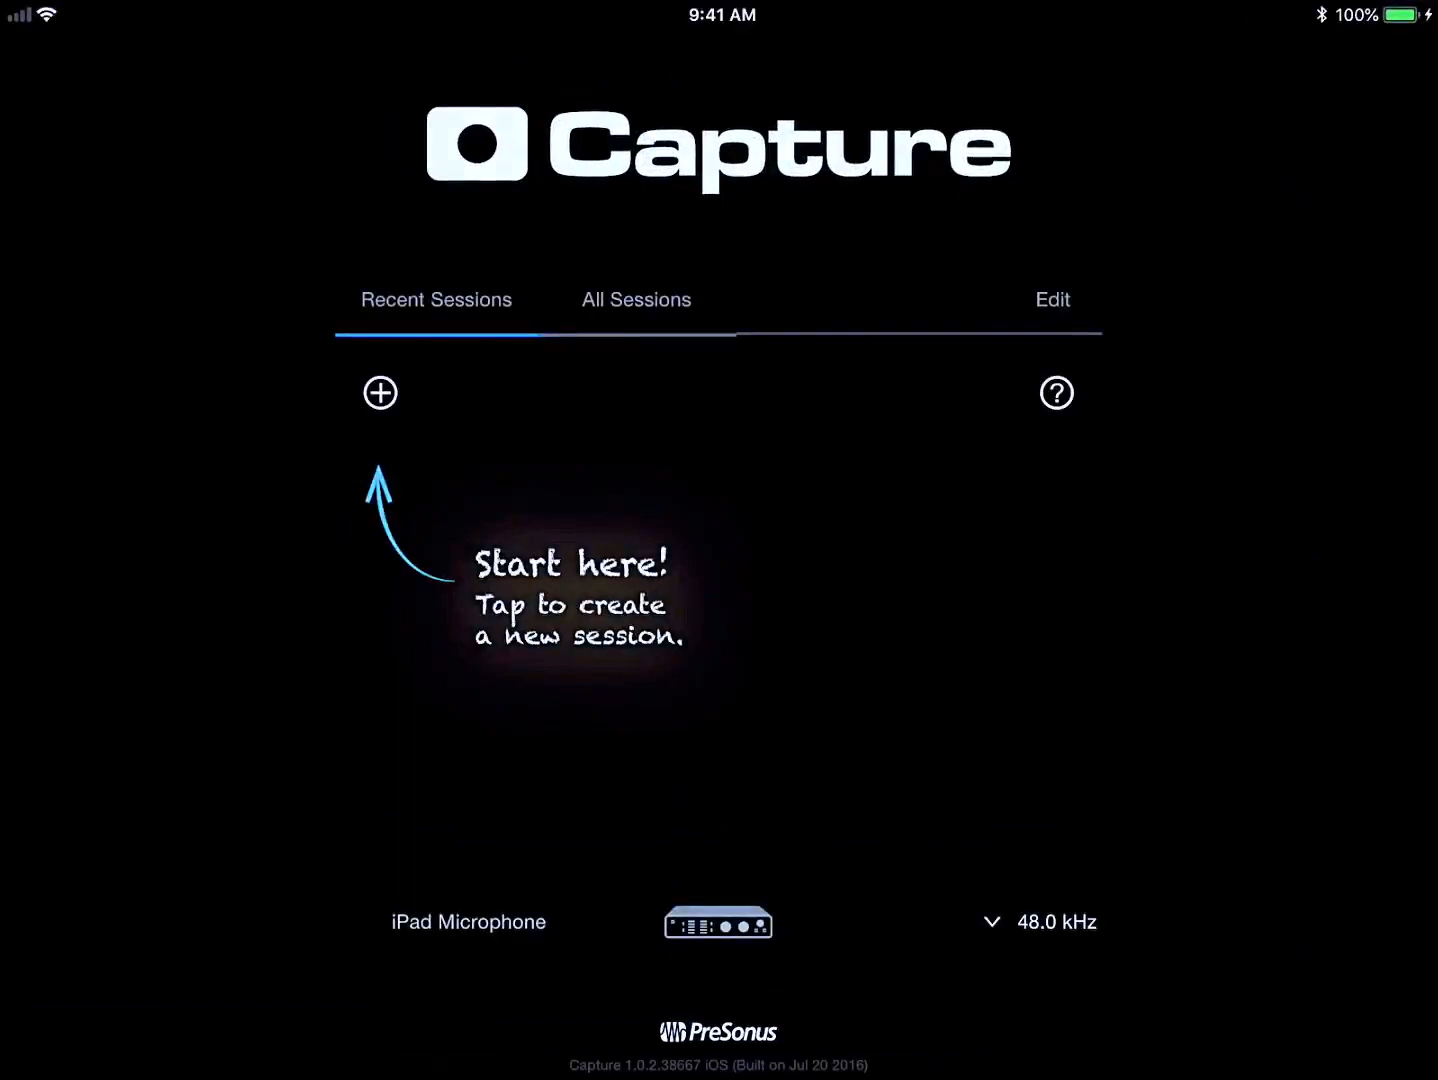 9:41 AM
100%
Capture
Recent Sessions
All Sessions
Edit
?
Start here!
Tap to create
a new session.
iPad Microphone
48.0 kHz
PreSonus
Capture 1.0.2.38667 iOS (Built on Jul 20 2016)